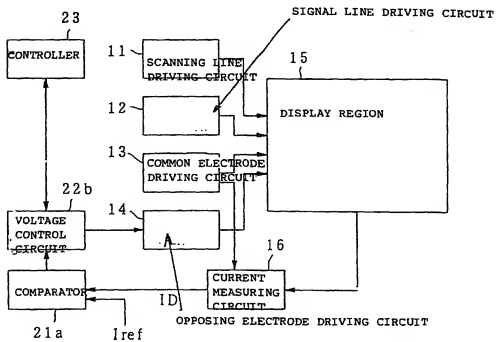 SIGNAL LINE DRIVING CIRCUIT
23
11
15
CONTROLLER
SCANNING LINE
DRIVING CIRCUIT
12
...
DISPLAY REGION
13
COMMON ELECTRODE
DRIVING CIRCUIT
22b
14
VOLTAGE
CONTROL
CIRCUIT
16
COMPARATOR
ID
CURRENT
MEASURING
CIRCUIT
21a
Iref
OPPOSING ELECTRODE DRIVING CIRCUIT